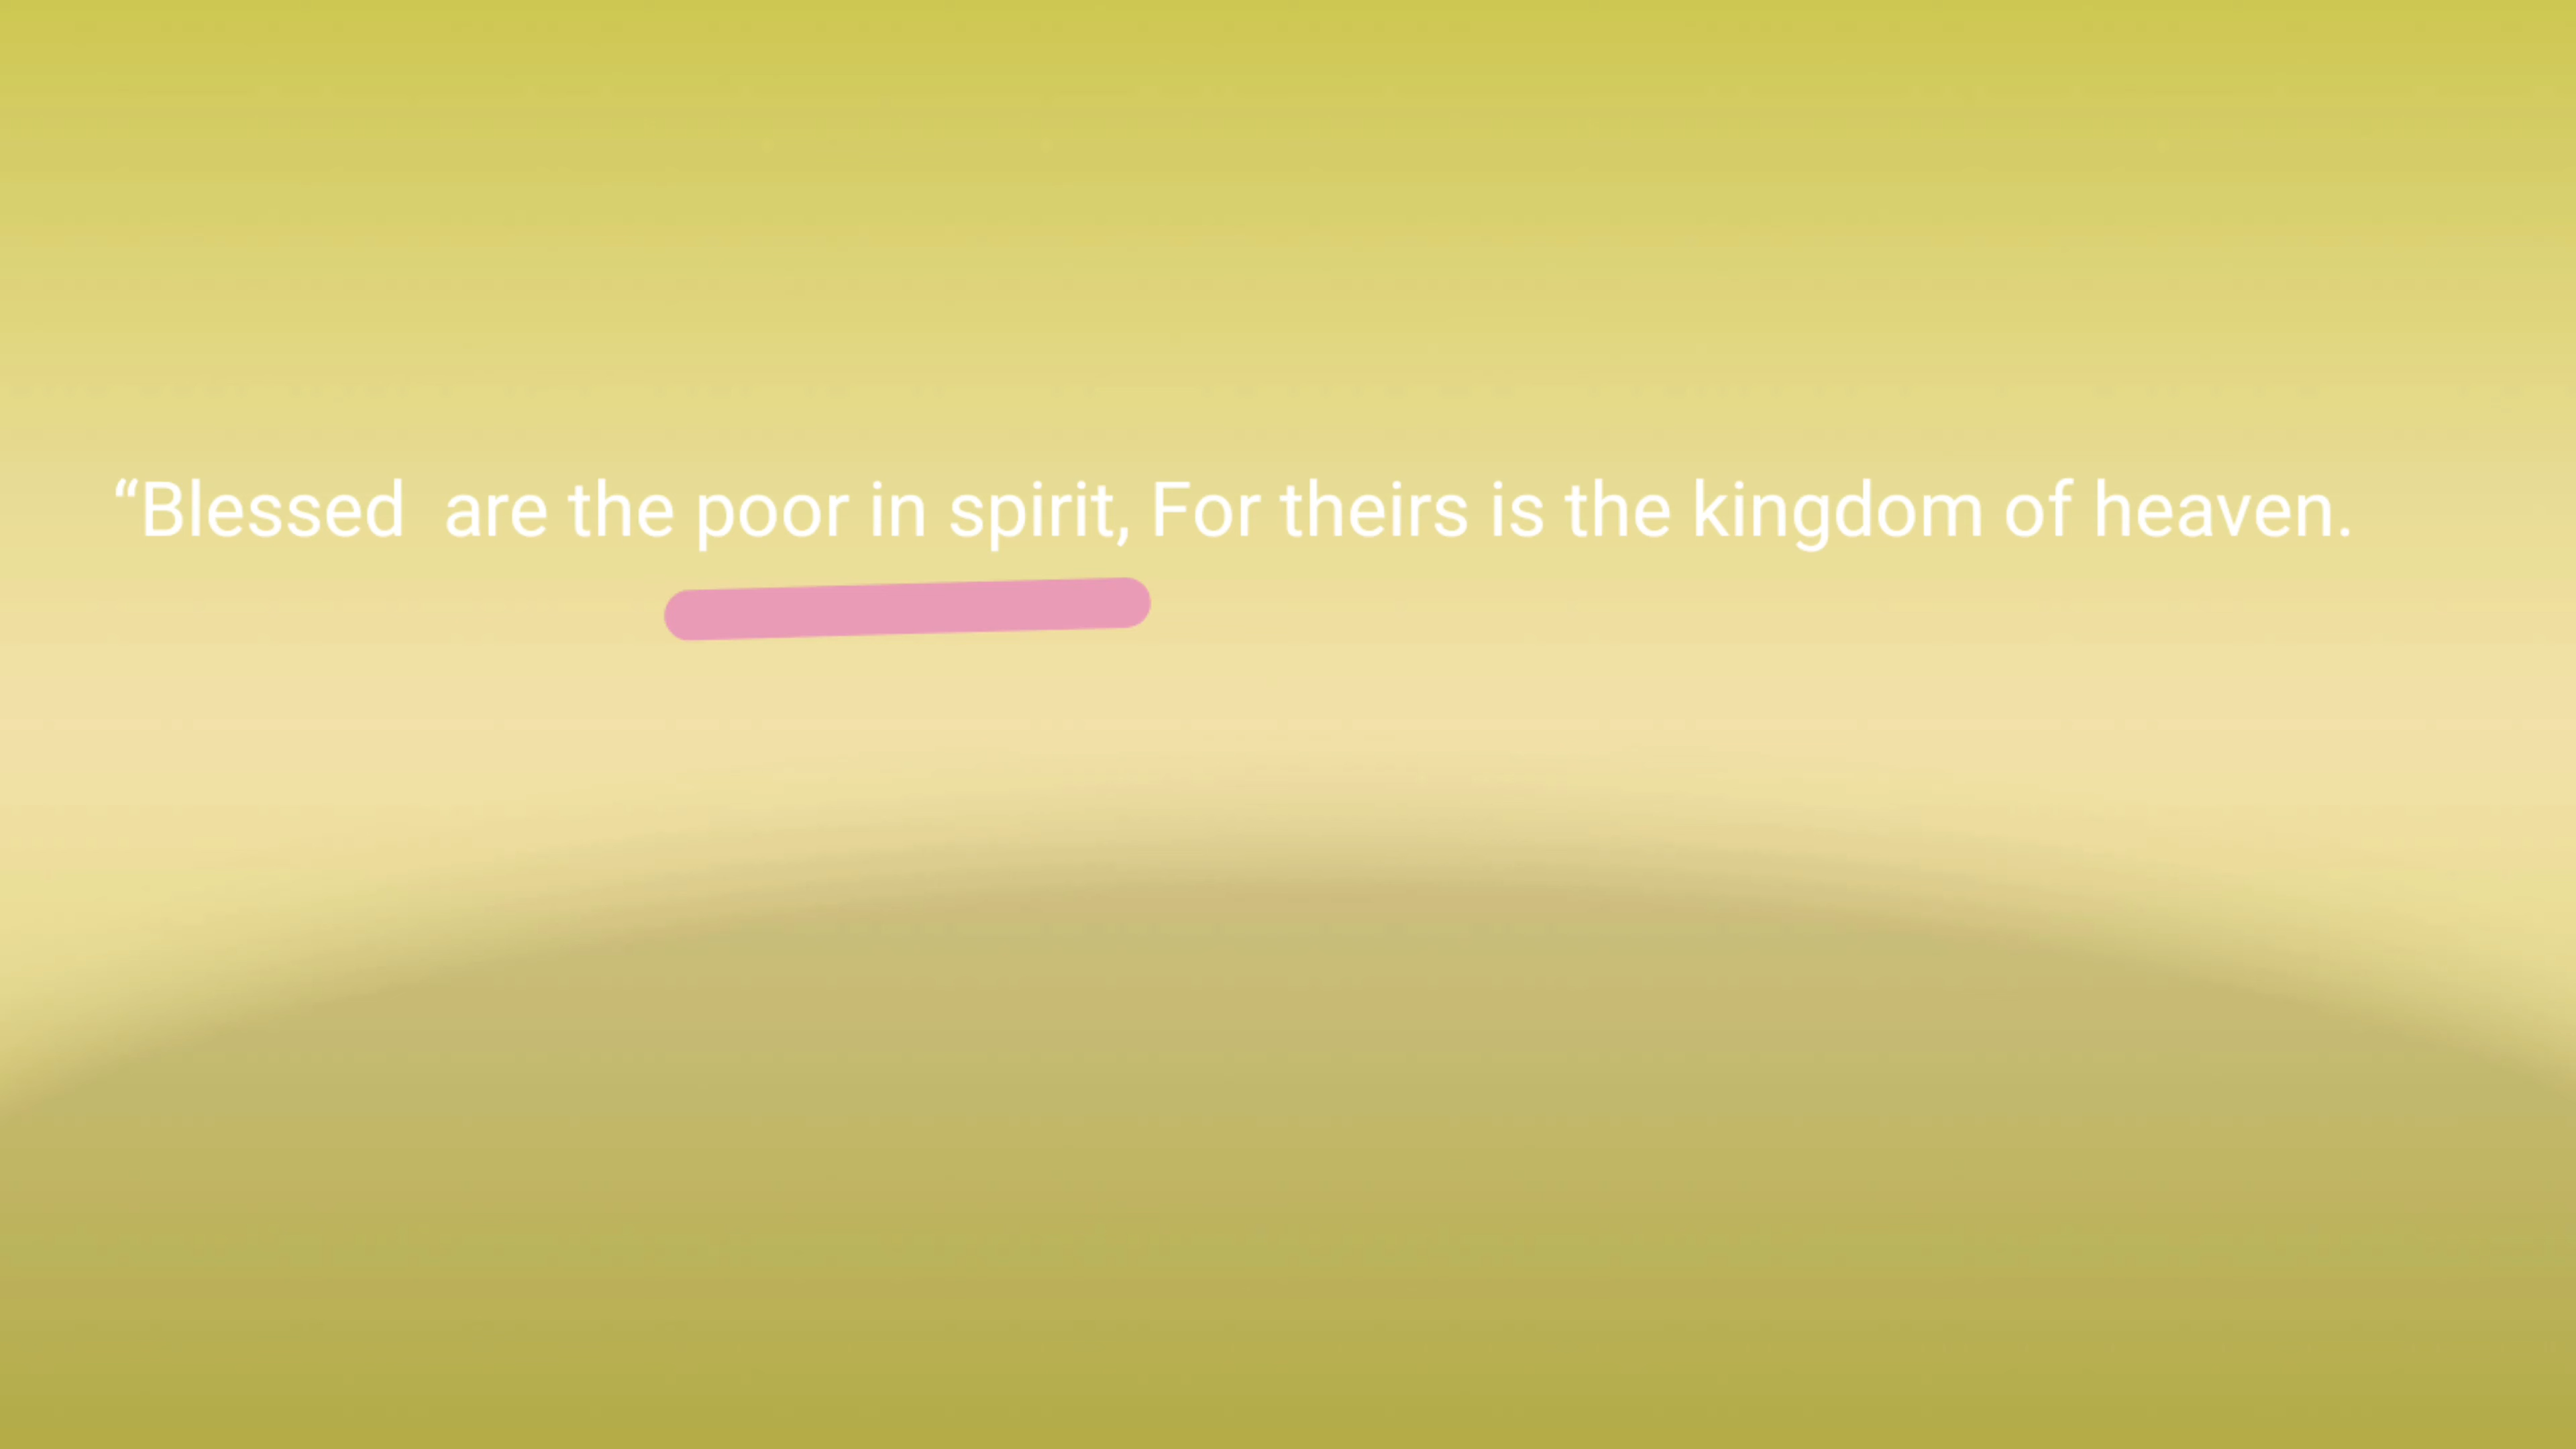 “Blessed  are the poor in spirit, For theirs is the kingdom of heaven.